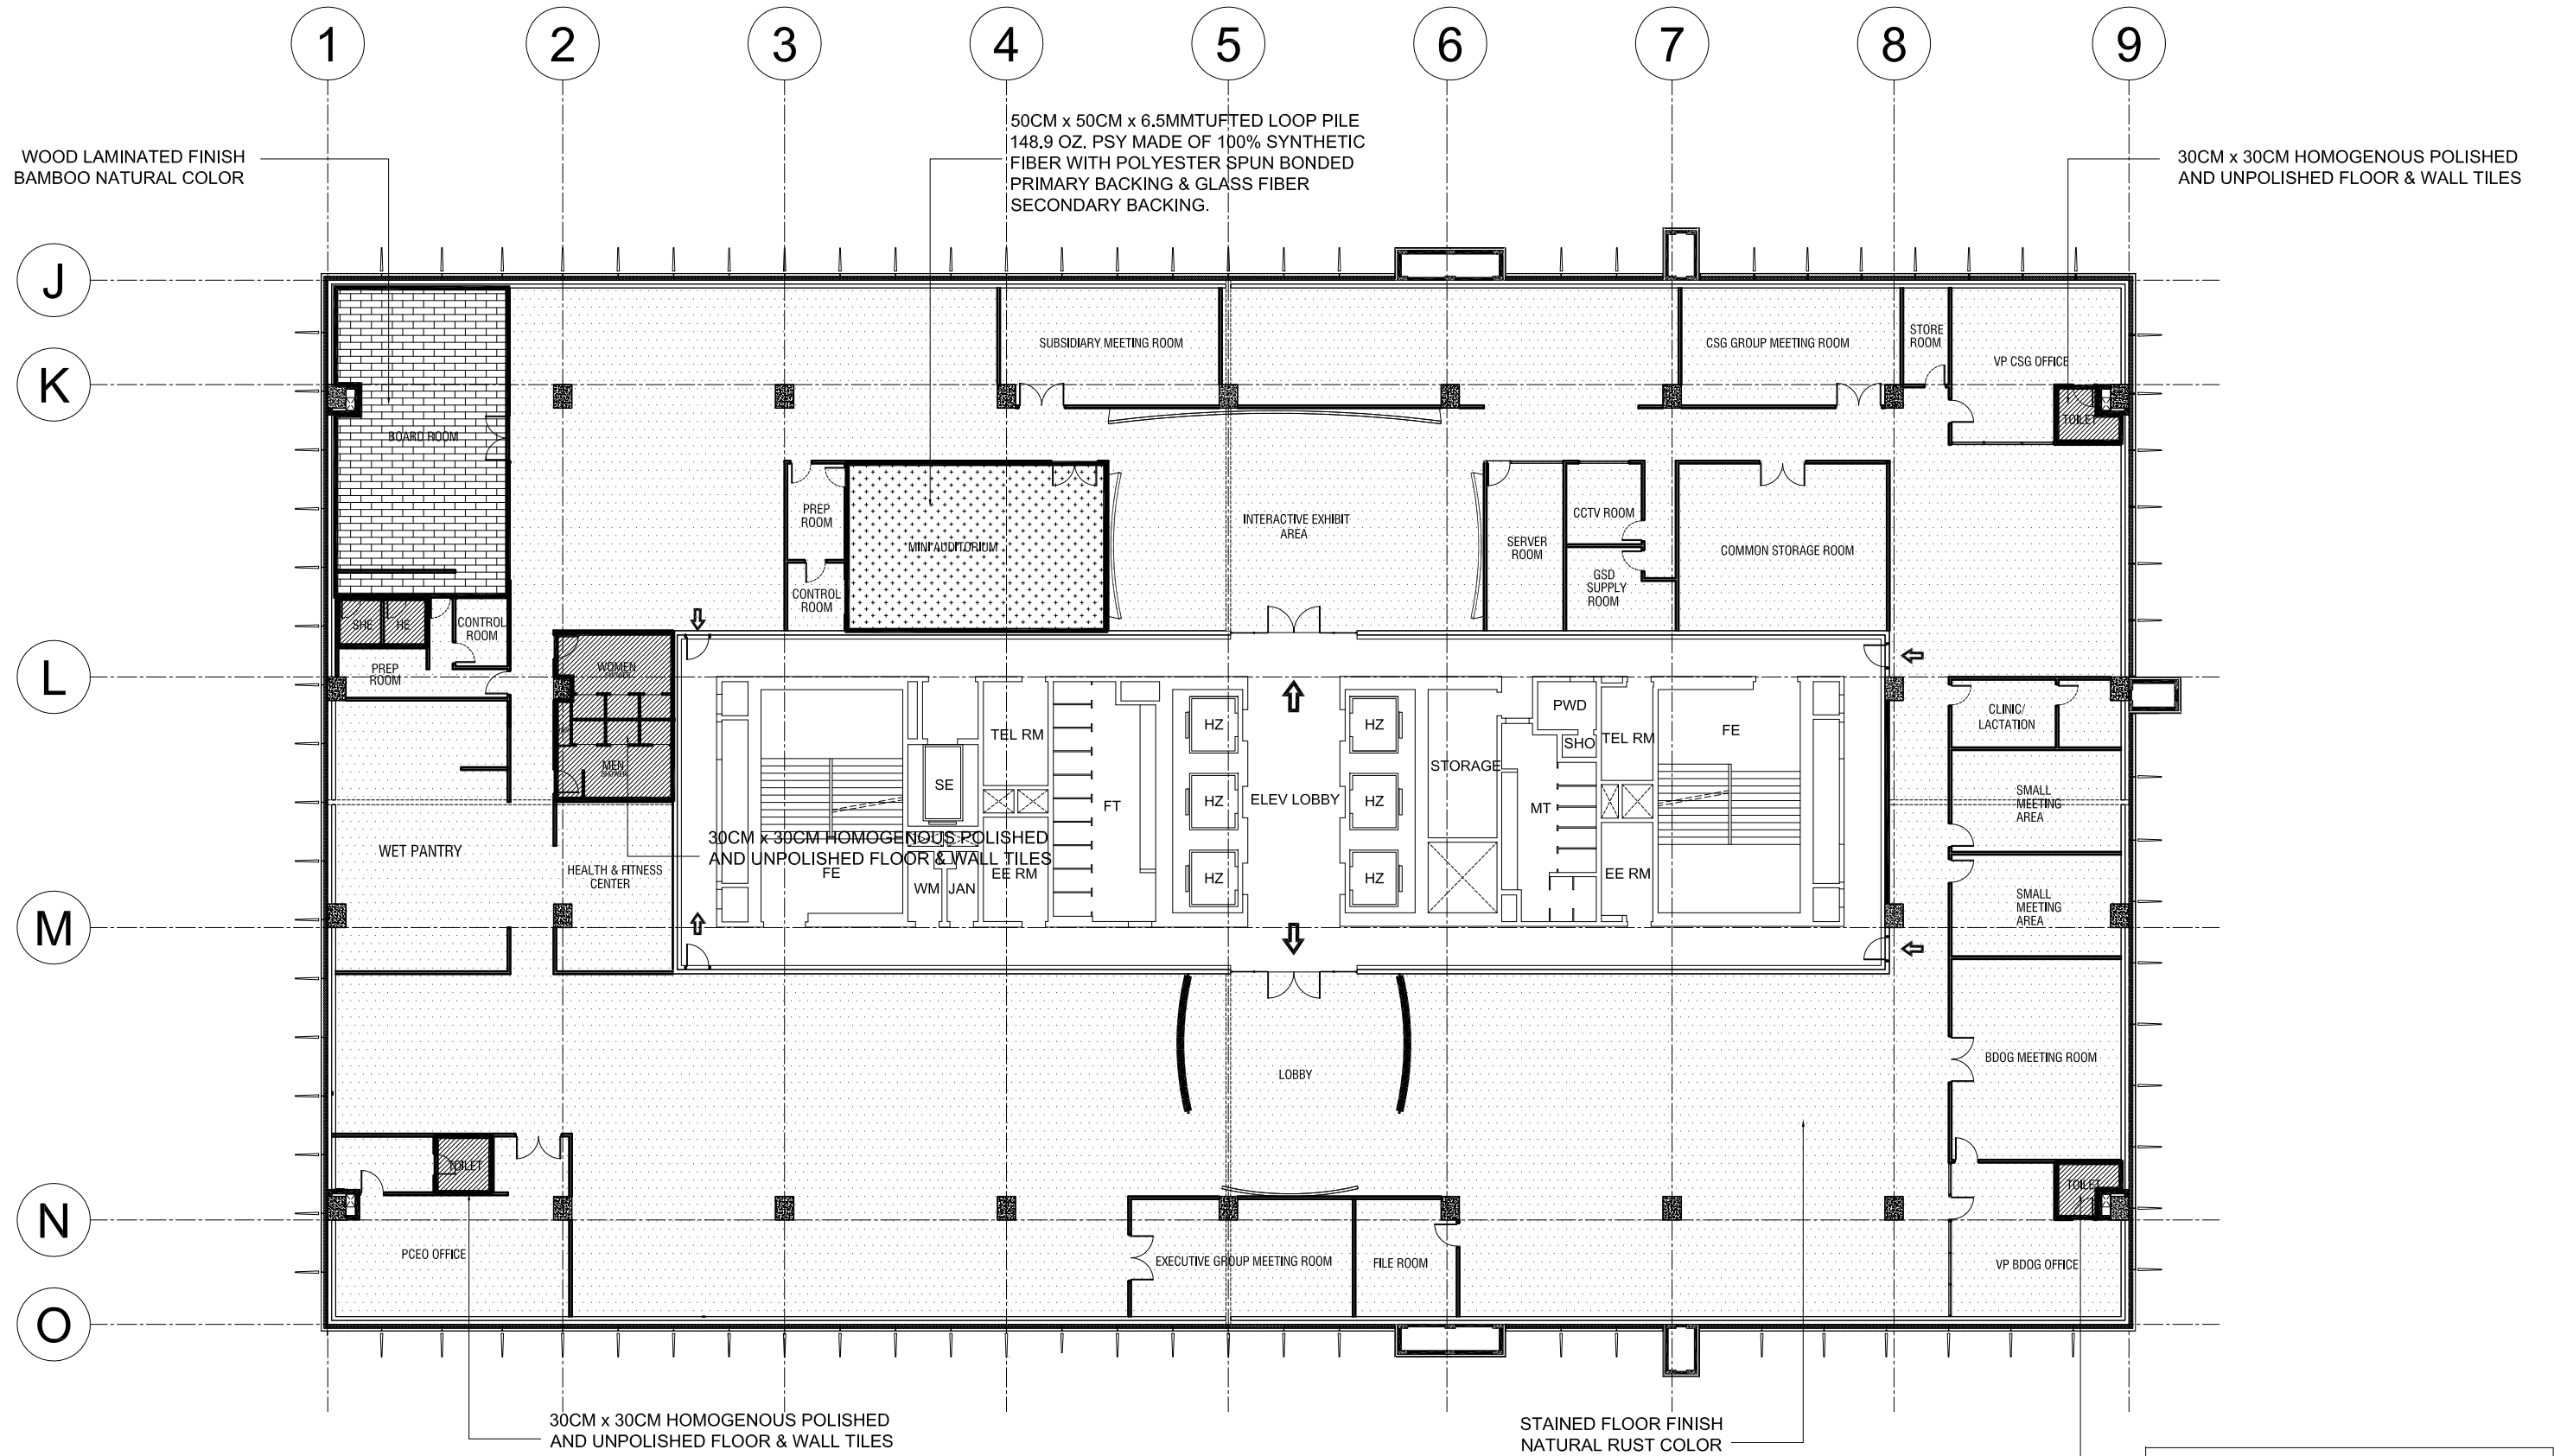 1
2
3
4
5
6
7
8
9
WOOD LAMINATED FINISH
BAMBOO NATURAL COLOR
50CM x 50CM x 6.5MMTUFTED LOOP PILE
148.9 OZ. PSY MADE OF 100% SYNTHETIC
FIBER WITH POLYESTER SPUN BONDED
PRIMARY BACKING & GLASS FIBER
SECONDARY BACKING.
30CM x 30CM HOMOGENOUS POLISHED
AND UNPOLISHED FLOOR & WALL TILES
J
K
L
M
N
O
SUBSIDIARY MEETING ROOM
CSG GROUP MEETING ROOM
STORE
ROOM
VP CSG OFFICE
TOILET
BOARD ROOM
PREP
ROOM
CONTROL
ROOM
MINI AUDITORIUM
INTERACTIVE EXHIBIT
AREA
SERVER
ROOM
CCTV ROOM
GSD
SUPPLY
ROOM
COMMON STORAGE ROOM
SHE
HE
CONTROL
ROOM
PREP
ROOM
WOMEN
SHOWER
MEN
SHOWER
TEL RM
SE
FT
HZ
HZ
HZ
ELEV LOBBY
HZ
HZ
HZ
STORAGE
PWD
SHO
TEL RM
MT
FE
EE RM
CLINIC/
LACTATION
SMALL
MEETING
AREA
SMALL
MEETING
AREA
WET PANTRY
HEALTH & FITNESS
CENTER
30CM x 30CM HOMOGENOUS POLISHED
AND UNPOLISHED FLOOR & WALL TILES
FE
WM
JAN
EE RM
LOBBY
BDOG MEETING ROOM
TOILET
TOILET
PCEO OFFICE
EXECUTIVE GROUP MEETING ROOM
FILE ROOM
VP BDOG OFFICE
30CM x 30CM HOMOGENOUS POLISHED
AND UNPOLISHED FLOOR & WALL TILES
STAINED FLOOR FINISH
NATURAL RUST COLOR